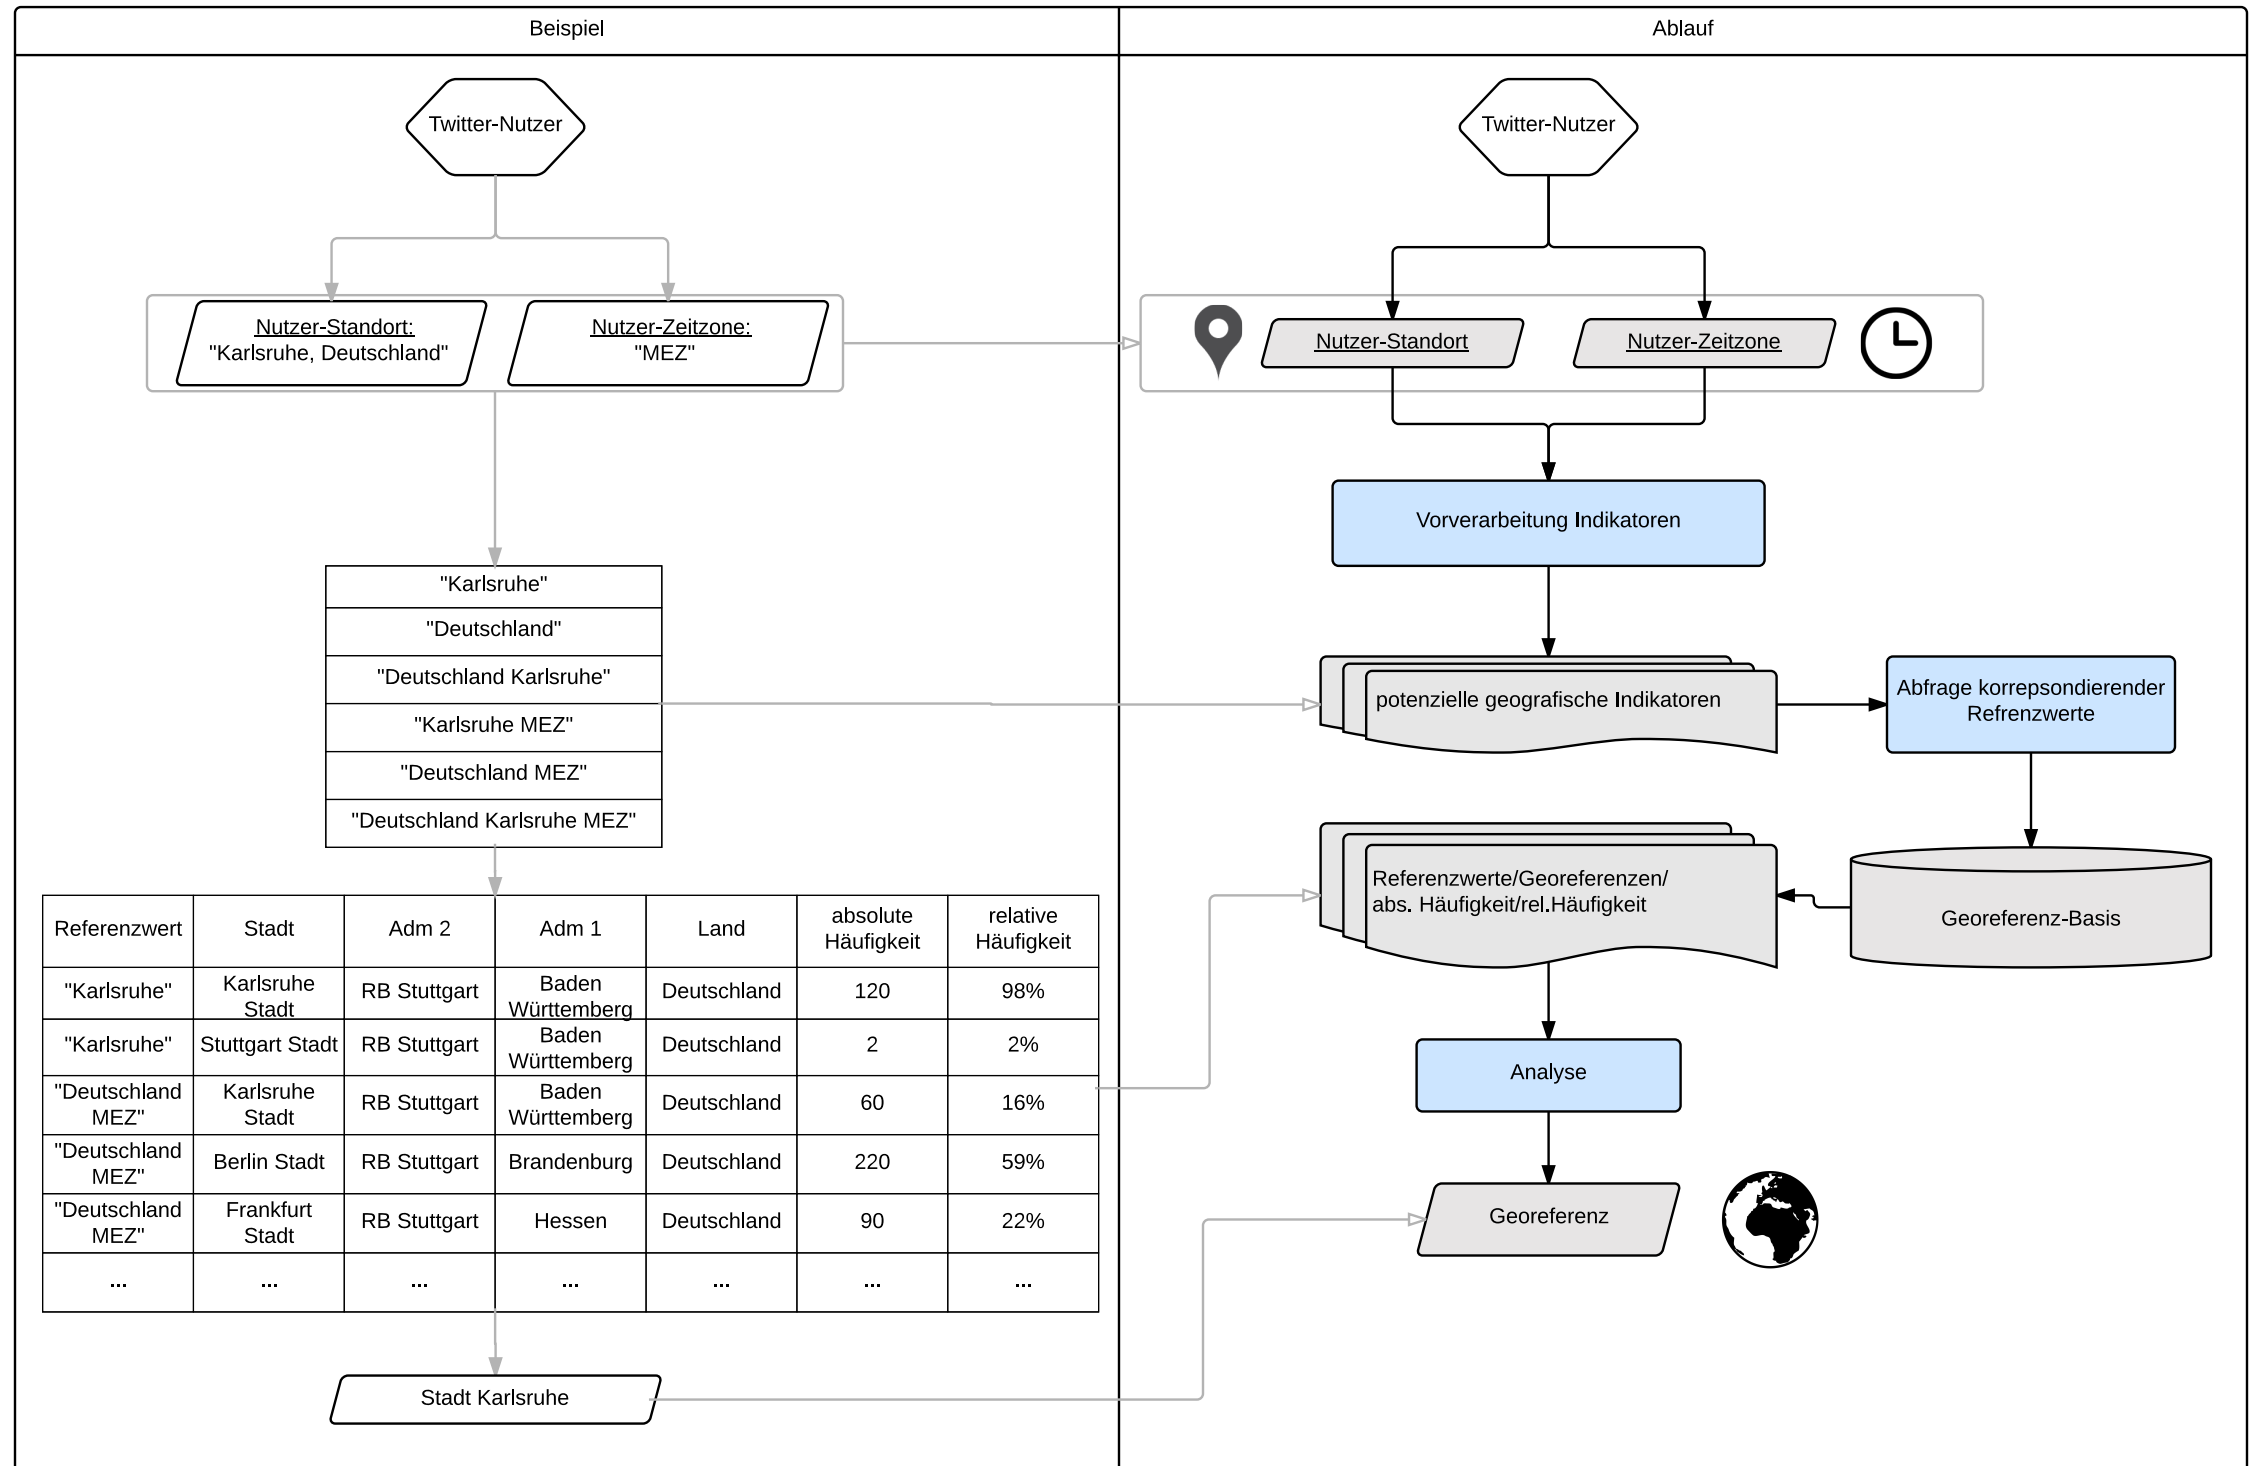 Beispiel
Twitter-Nutzer
Nutzer-Standort:
"Karlsruhe, Deutschland"
Nutzer-Zeitzone:
"MEZ"
"Karlsruhe"
"Deutschland"
"Deutschland Karlsruhe"
"Karlsruhe MEZ"
"Deutschland MEZ"
"Deutschland Karlsruhe MEZ"
Referenzwert
Stadt
Adm 2
Adm 1
Land
absolute
Häufigkeit
relative
Häufigkeit
"Karlsruhe"
Karlsruhe
Stadt
RB Stuttgart
Baden
Württemberg
Deutschland
120
98%
"Karlsruhe"
Stuttgart Stadt
RB Stuttgart
Baden
Württemberg
Deutschland
2
2%
"Deutschland
MEZ"
Karlsruhe
Stadt
RB Stuttgart
Baden
Württemberg
Deutschland
60
16%
"Deutschland
MEZ"
Berlin Stadt
RB Stuttgart
Brandenburg
Deutschland
220
59%
"Deutschland
MEZ"
Frankfurt
Stadt
RB Stuttgart
Hessen
Deutschland
90
22%
...
...
...
...
...
...
...
Stadt Karlsruhe
Ablauf
Twitter-Nutzer
Nutzer-Standort
Nutzer-Zeitzone
Vorverarbeitung Indikatoren
potenzielle geografische Indikatoren
Abfrage korrepsondierender
Refrenzwerte
Georeferenz-Basis
Referenzwerte/Georeferenzen/
abs. Häufigkeit/rel.Häufigkeit
Analyse
Georeferenz